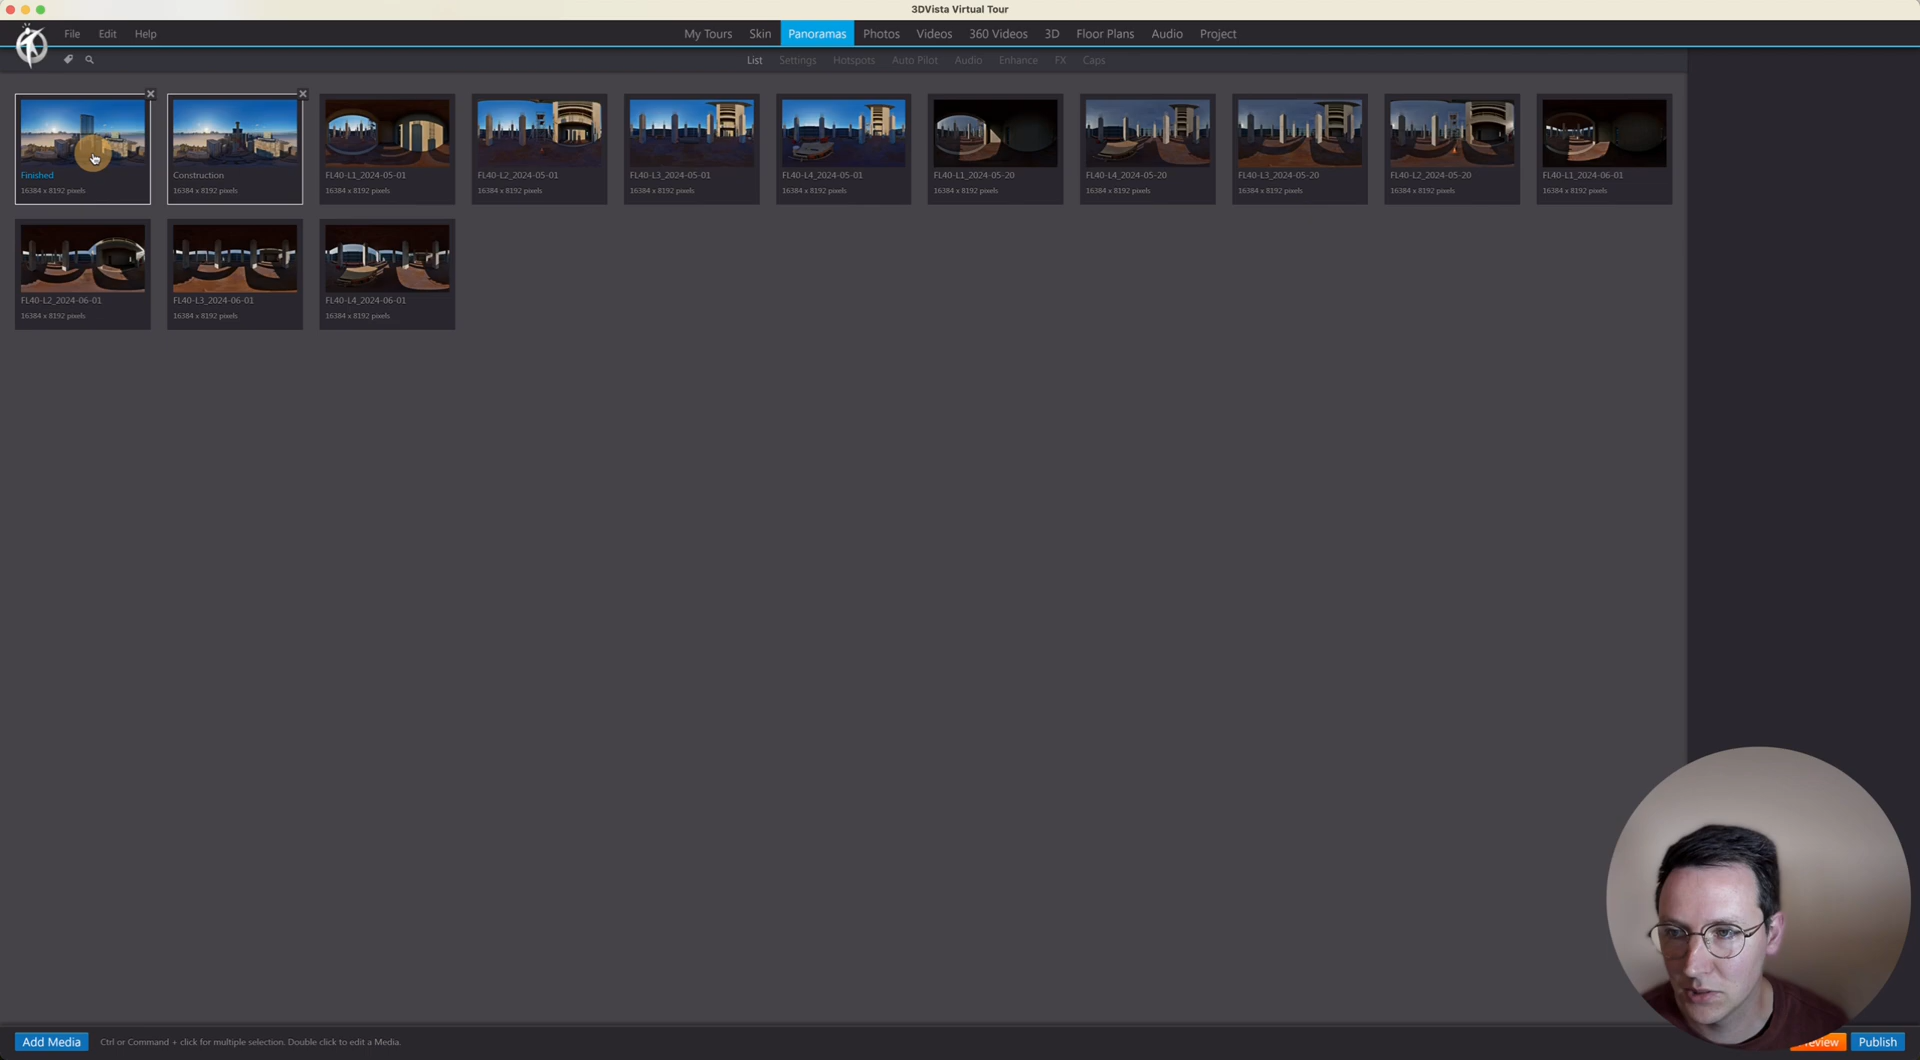 3DVista Virtual Tour
File Edit Help My Tours Skin Panoramas Photos Videos 360 Videos 3D Floor Plans Audio Project
List Settings Hotspots Auto Pilot Audio Enhance FX Caps
Finished Construction FL40-L1_2024-05-01 FL40-L2_2024-05-01 FL40-L3_2024-05-01 FL40-L4_2024-05-01 FL40-L1_2024-05-20 FL40-L4_2024-05-20 FL40-L3_2024-05-20 FL40-L2_2024-05-20 FL40-L1_2024-06-01
16384 x 8192 pixels 16384 x 8192 pixels 16384 x 8192 pixels 16384 x 8192 pixels 16384 x 8192 pixels 16384 x 8192 pixels 16384 x 8192 pixels 16384 x 8192 pixels 16384 x 8192 pixels 16384 x 8192 pixels 16384 x 8192 pixels
FL40-L2_2024-06-01 FL40-L3_2024-06-01 FL40-L4_2024-06-01
16384 x 8192 pixels 16384 x 8192 pixels 16384 x 8192 pixels
Add Media Ctrl or Command + click for multiple selection. Double click to edit a Media. Publish